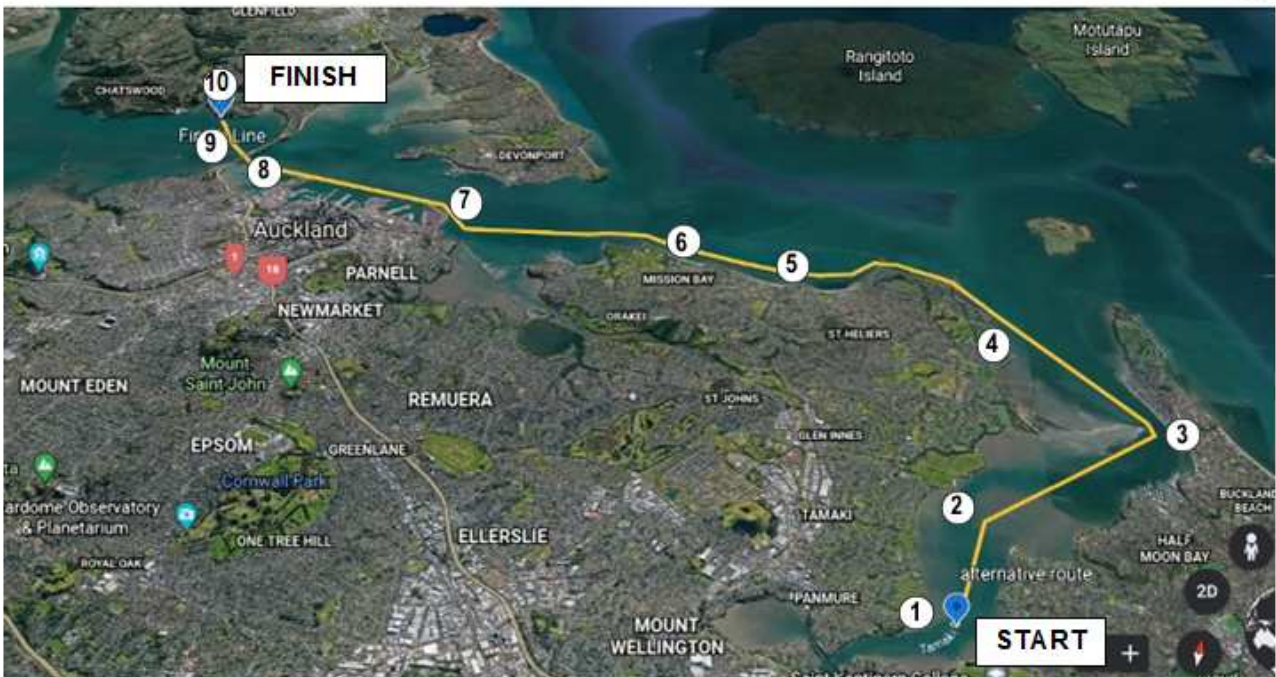 GLENFIELD
Motutapu
Island
Rangitoto
Island
10
FINISH
CHATSWOOD
9
8
DEVONPORT
7
Auckland
6
5
1
16
PARNELL
MISSION BAY
NEWMARKET
ORAKEI
ST HELIERS
4
Mount
Saint John
MOUNT EDEN
REMUERA
ST JOHNS
3
GLEN INNES
EPSOM
GREENLANE
Cornwall Park
ardome Observatory
& Planetarium
2
TAMAKI
BUCKLAND
BEACH
ONE TREE HILL
ELLERSLIE
HALF
MOON BAY
ROYAL OAK
alternative route
2D
PANMURE
1
MOUNT
WELLINGTON
START
+